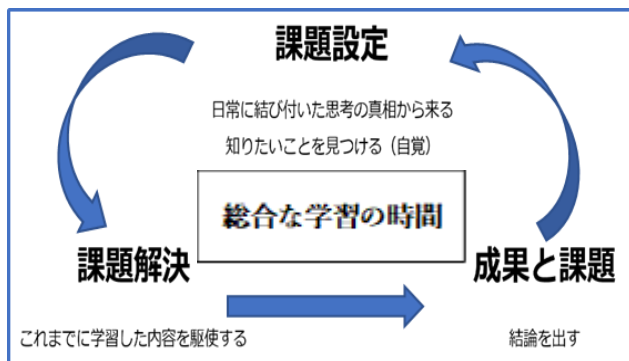 課題設定
日常に結び付いた思考の真相から来る
知りたいことを見つける（自覚）
総合な学習の時間
課題解決
成果と課題
これまでに学習した内容を駆使する
結論を出す